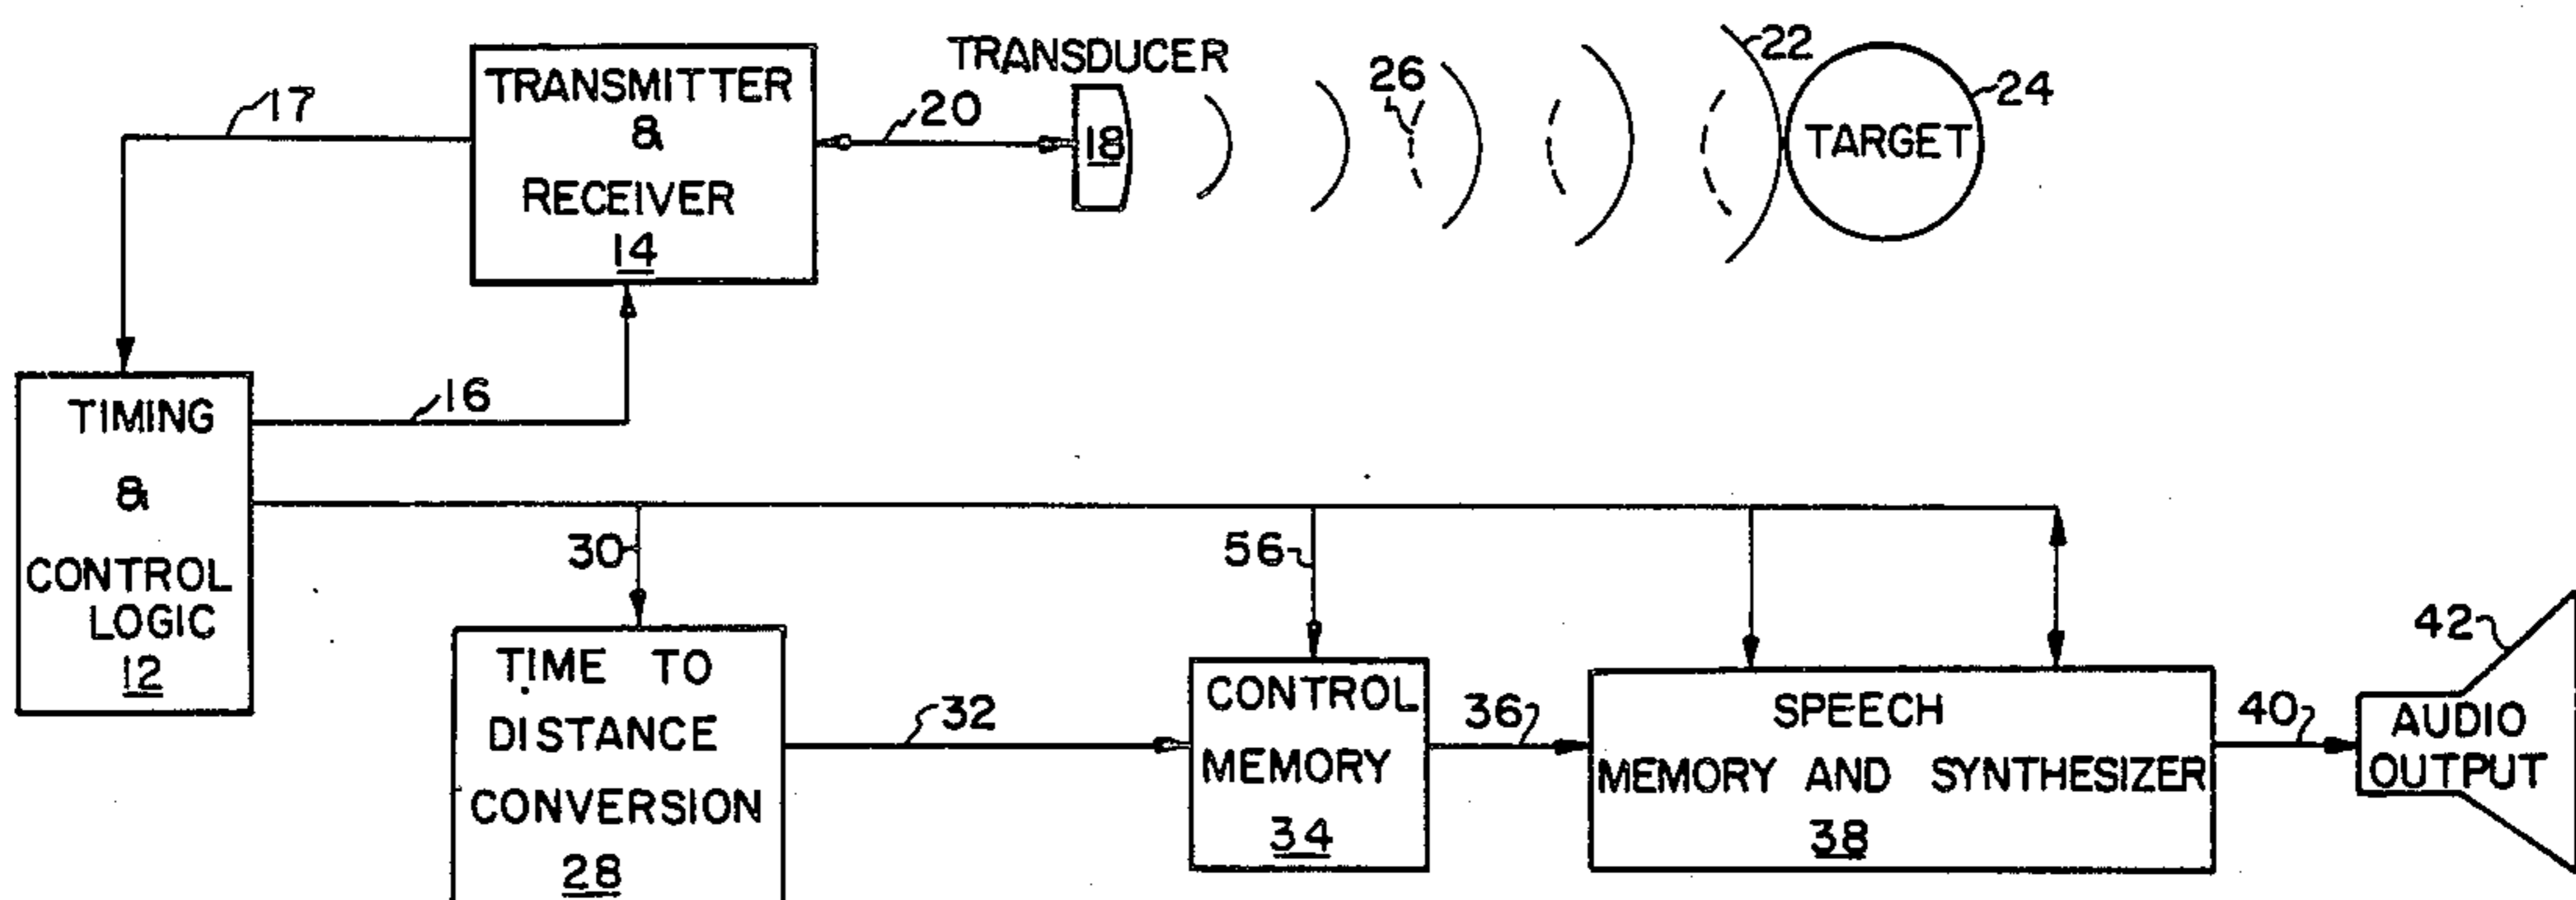 TRANSDUCER
22
26
17
TRANSMITTER
&
RECEIVER
14
20
18
TARGET
24
16
TIMING
&
CONTROL
LOGIC
12
30
56
42
TIME TO
DISTANCE
CONVERSION
28
32
CONTROL
MEMORY
34
36
SPEECH
MEMORY AND SYNTHESIZER
38
40
AUDIO
OUTPUT